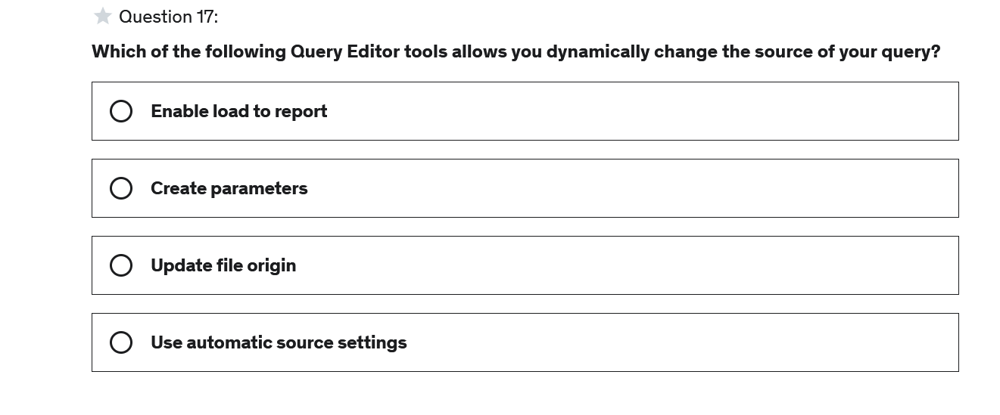 Question 17:
Which of the following Query Editor tools allows you dynamically change the source of your query?
Enable load to report
Create parameters
Update file origin
Use automatic source settings